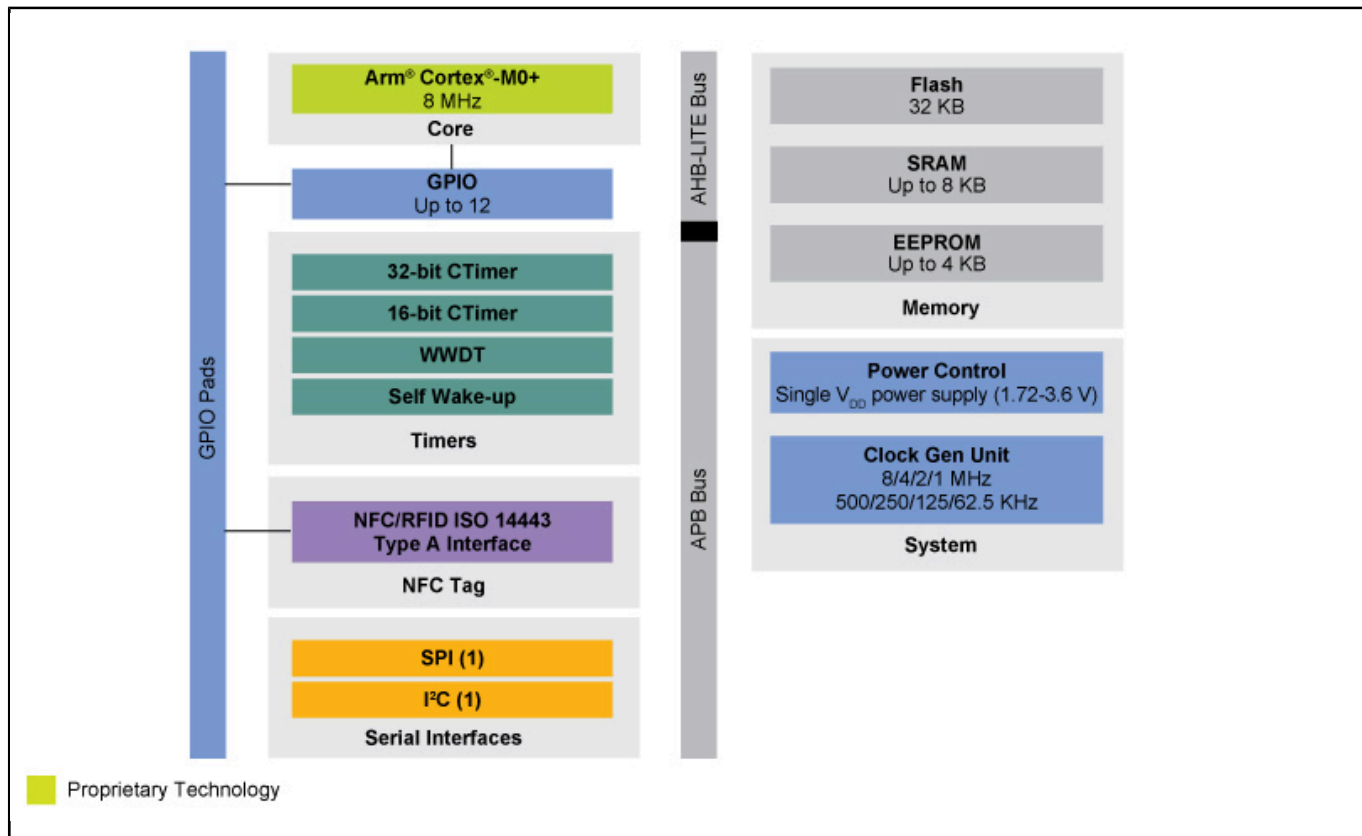 GPIO Pads
Arm® Cortex®-M0+
8 MHz
Core
GPIO
Up to 12
32-bit CTimer
16-bit CTimer
WWDT
Self Wake-up
Timers
NFC/RFID ISO 14443
Type A Interface
NFC Tag
SPI (1)
I²C (1)
Serial Interfaces
AHB-LITE Bus
APB Bus
Flash
32 KB
SRAM
Up to 8 KB
EEPROM
Up to 4 KB
Memory
Power Control
Single VDD power supply (1.72-3.6 V)
Clock Gen Unit
8/4/2/1 MHz
500/250/125/62.5 KHz
System
Proprietary Technology